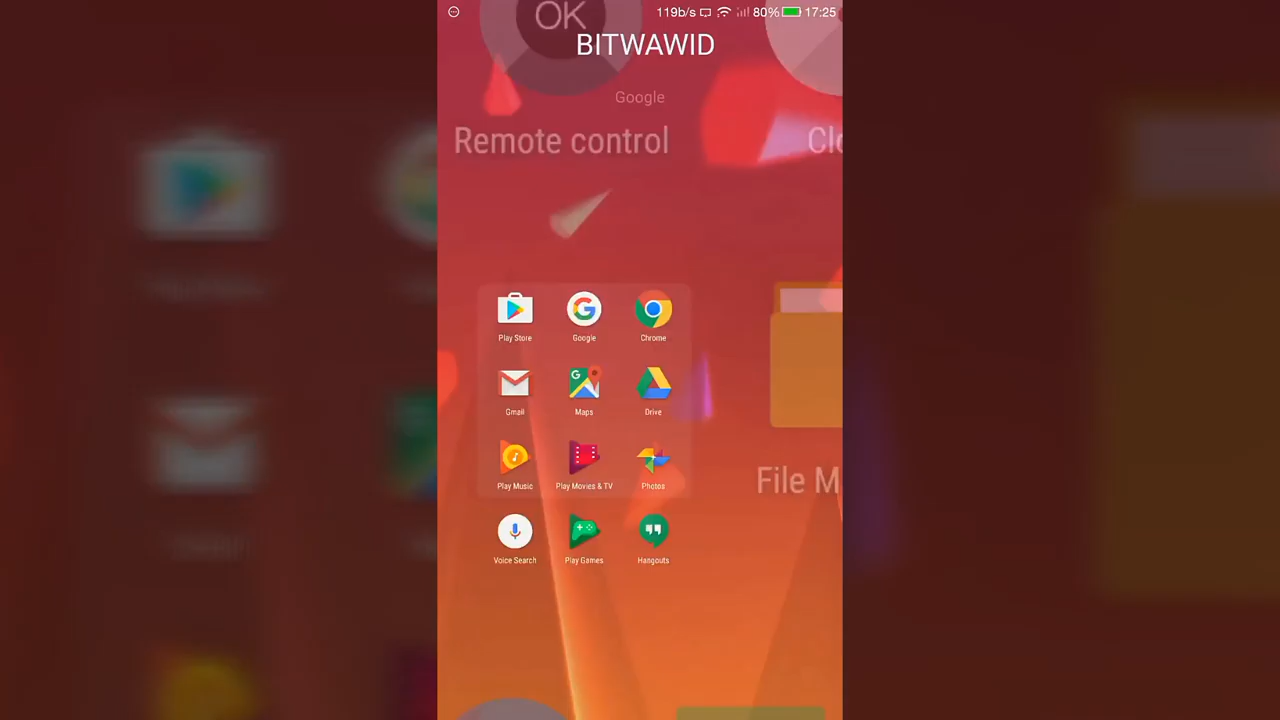 119b/s 80% 17:25
OK
BITWAWID
Google
Remote control
Clo
Play Store Google Chrome
Gmail Maps Drive
Play Music Play Movies & TV Photos
File M
Voice Search Play Games Hangouts